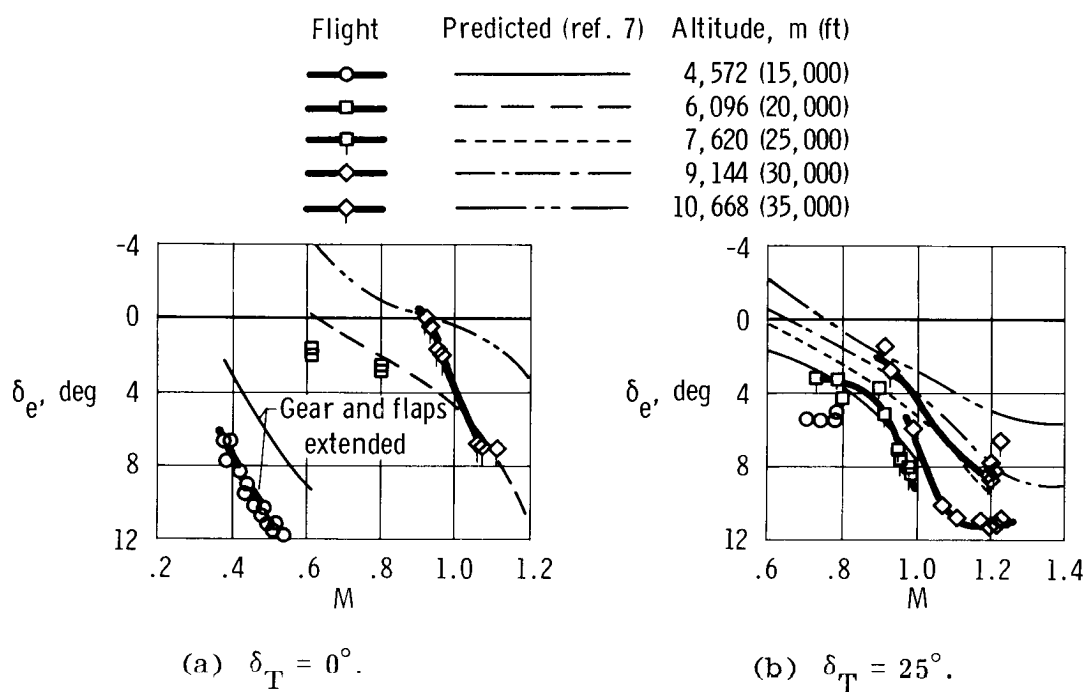 Flight Predicted (ref. 7) Altitude, m (ft)
4,572 (15,000)
6,096 (20,000)
7,620 (25,000)
9,144 (30,000)
10,668 (35,000)
-4
0
4
8
12
δe, deg
Gear and flaps
extended
.2 .4 .6 .8 1.0 1.2
M
(a) δT = 0°.
-4
0
4
8
12
δe, deg
.6 .8 1.0 1.2 1.4
M
(b) δT = 25°.